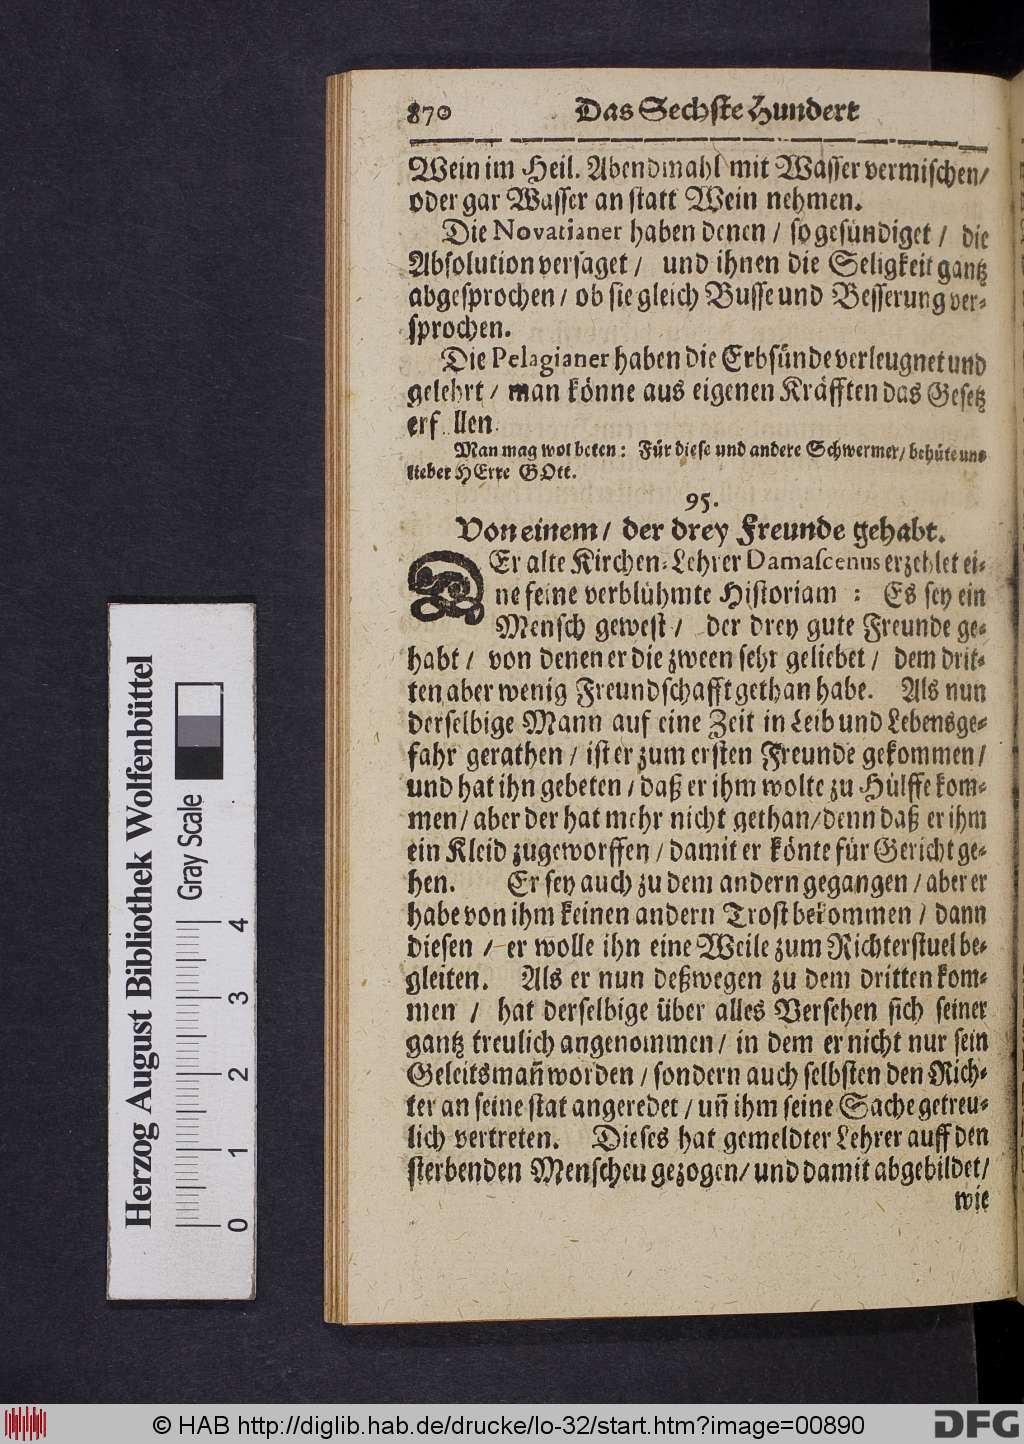 870 Das Sechste Hundert
Wein im Heil. Abendmahl mit Wasser vermischen/
oder gar Wasser an statt Wein nehmen.
Die Novatianer haben denen / so gesündiget / die
Absolution versaget / und ihnen die Seligkeit gantz
abgesprochen / ob sie gleich Busse und Besserung ver-
sprochen.
Die Pelagianer haben die Erbsünde verleugnet und
gelehrt / man könne aus eigenen Kräfften das Gesetz
erf llen.
Man mag wol beten: Für diese und andere Schwermer/ behüte uns
lieber HErre GOtt.
95.
Von einem/ der drey Freunde gehabt.
DEr alte Kirchen-Lehrer Damascenus erzehlet ei-
ne feine verblühmte Historiam : Es sey ein
Mensch gewest / der drey gute Freunde ge-
habt / von denen er die zween sehr geliebet / dem drit-
ten aber wenig Freundschafft gethan habe. Als nun
derselbige Mann auf eine Zeit in Leib und Lebensge-
fahr gerathen / ist er zum ersten Freunde gekommen /
und hat ihn gebeten / daß er ihm wolte zu Hülffe kom-
men / aber der hat mehr nicht gethan/denn daß er ihm
ein Kleid zugeworffen / damit er könte für Gericht ge-
hen. Er sey auch zu dem andern gegangen / aber er
habe von ihm keinen andern Trost bekommen / dann
diesen / er wolle ihn eine Weile zum Richterstuel be-
gleiten. Als er nun deßwegen zu dem dritten kom-
men / hat derselbige über alles Versehen sich seiner
gantz treulich angenommen / in dem er nicht nur sein
Geleitsmañ worden / sondern auch selbsten den Rich-
ter an seine stat angeredet / uñ ihm seine Sache getreu-
lich vertreten. Dieses hat gemeldter Lehrer auff den
sterbenden Menschen gezogen/ und damit abgebildet/
wie
Herzog August Bibliothek Wolfenbüttel
Gray Scale
0 1 2 3 4
© HAB http://diglib.hab.de/drucke/lo-32/start.htm?image=00890
DFG